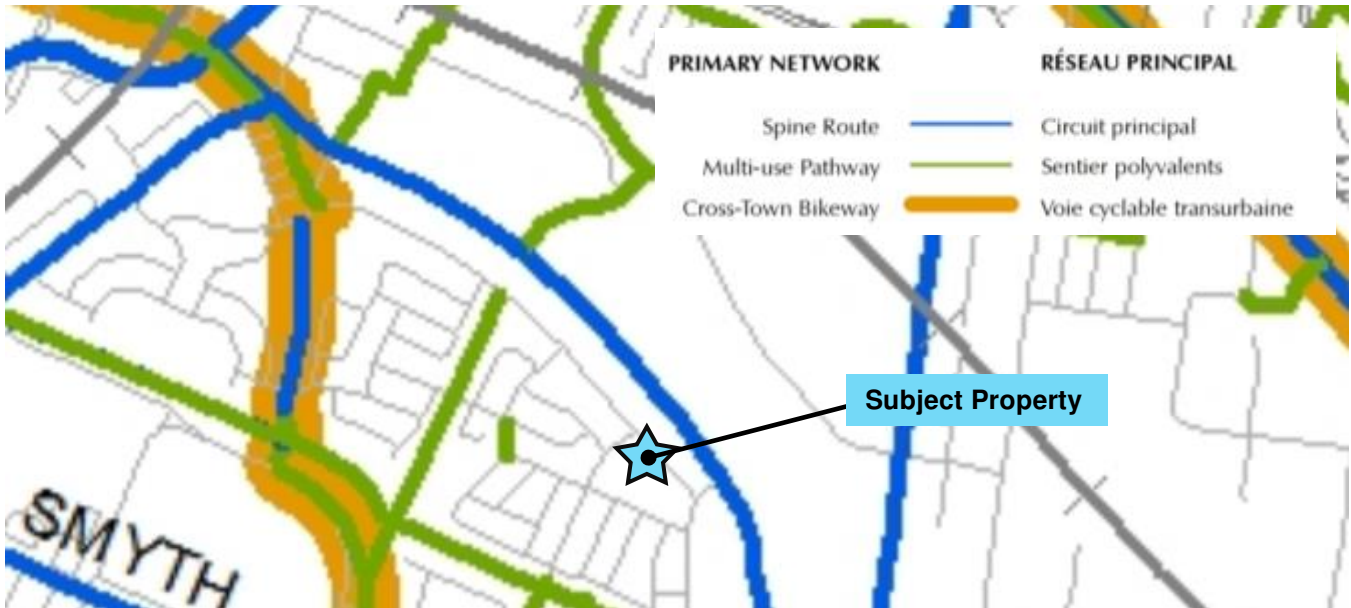 PRIMARY NETWORK RÉSEAU PRINCIPAL
Spine Route Circuit principal
Multi-use Pathway Sentier polyvalents
Cross-Town Bikeway Voie cyclable transurbaine
Subject Property
SMYTH